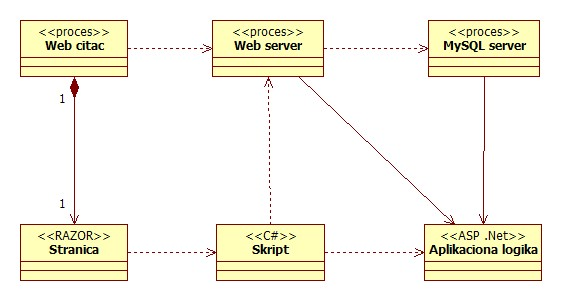 <<proces>>
Web citac
<<proces>>
Web server
<<proces>>
MySQL server
1
1
<<RAZOR>>
Stranica
<<C#>>
Skript
<<ASP .Net>>
Aplikaciona logika